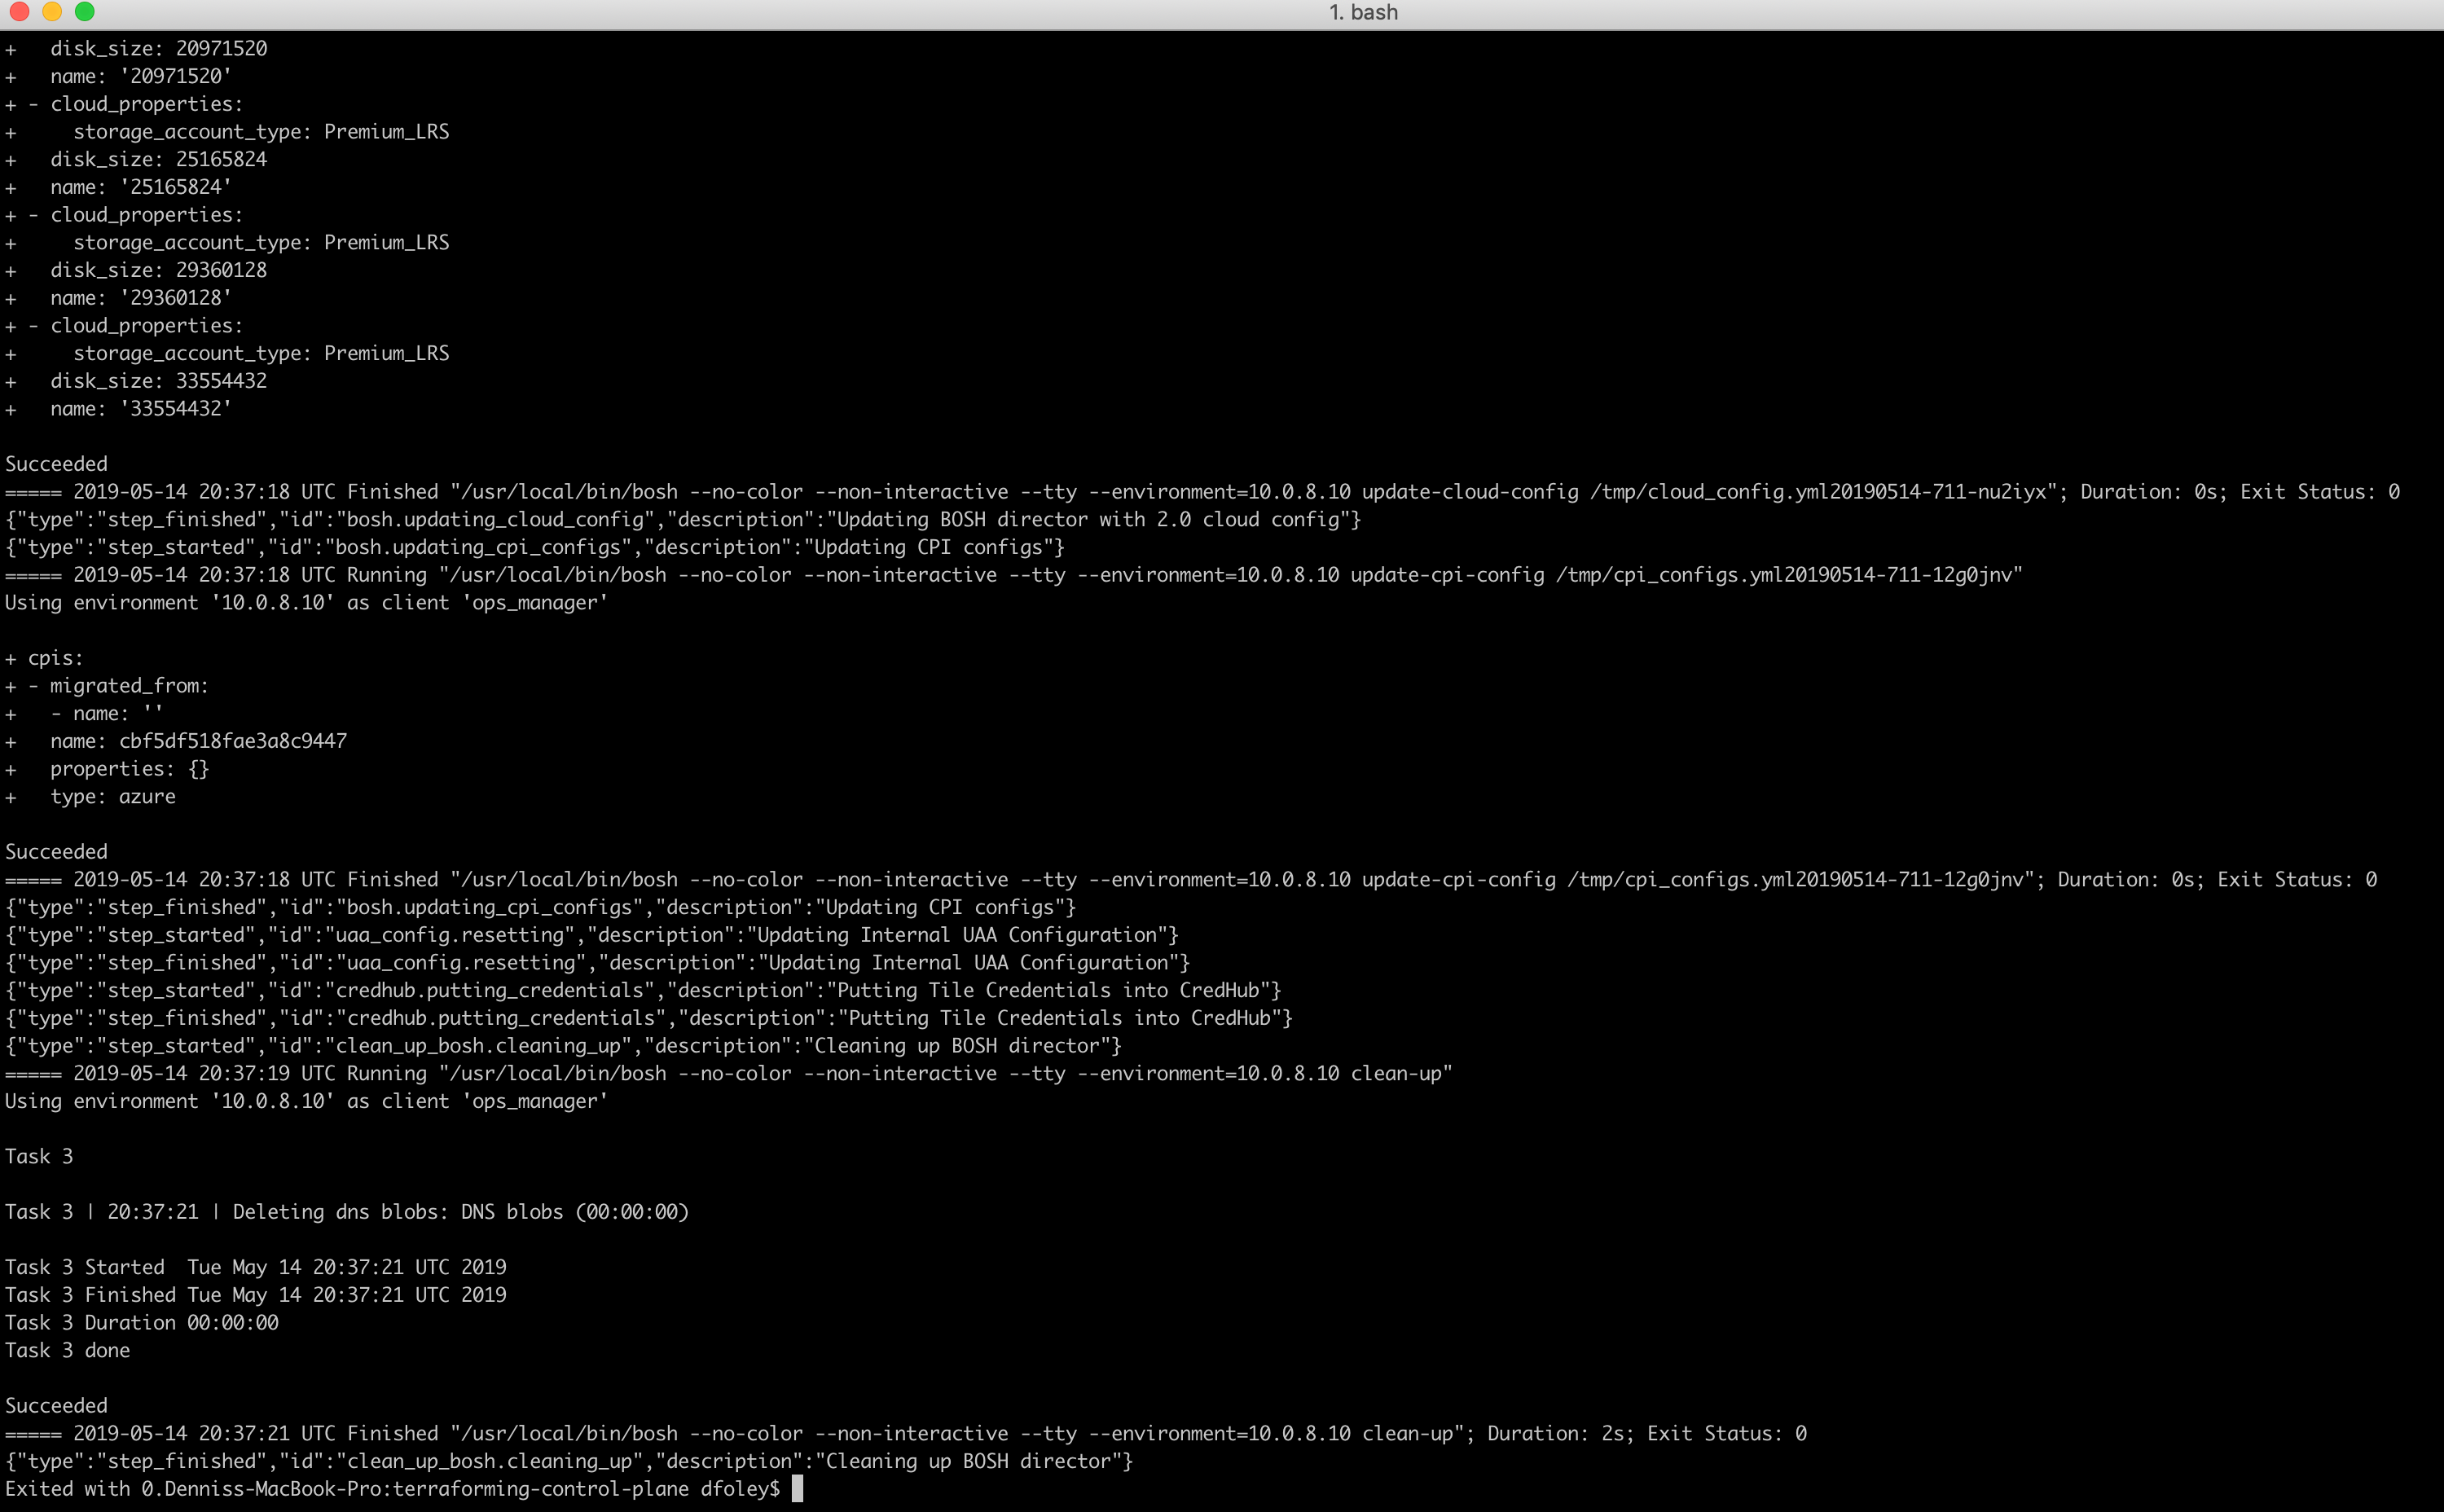 1. bash
+   disk_size: 20971520
+   name: '20971520'
+ - cloud_properties:
+     storage_account_type: Premium_LRS
+   disk_size: 25165824
+   name: '25165824'
+ - cloud_properties:
+     storage_account_type: Premium_LRS
+   disk_size: 29360128
+   name: '29360128'
+ - cloud_properties:
+     storage_account_type: Premium_LRS
+   disk_size: 33554432
+   name: '33554432'
Succeeded
===== 2019-05-14 20:37:18 UTC Finished "/usr/local/bin/bosh --no-color --non-interactive --tty --environment=10.0.8.10 update-cloud-config /tmp/cloud_config.yml20190514-711-nu2iyx"; Duration: 0s; Exit Status: 0
{"type":"step_finished","id":"bosh.updating_cloud_config","description":"Updating BOSH director with 2.0 cloud config"}
{"type":"step_started","id":"bosh.updating_cpi_configs","description":"Updating CPI configs"}
===== 2019-05-14 20:37:18 UTC Running "/usr/local/bin/bosh --no-color --non-interactive --tty --environment=10.0.8.10 update-cpi-config /tmp/cpi_configs.yml20190514-711-12g0jnv"
Using environment '10.0.8.10' as client 'ops_manager'
+ cpis:
+ - migrated_from:
+   - name: ''
+   name: cbf5df518fae3a8c9447
+   properties: {}
+   type: azure
Succeeded
===== 2019-05-14 20:37:18 UTC Finished "/usr/local/bin/bosh --no-color --non-interactive --tty --environment=10.0.8.10 update-cpi-config /tmp/cpi_configs.yml20190514-711-12g0jnv"; Duration: 0s; Exit Status: 0
{"type":"step_finished","id":"bosh.updating_cpi_configs","description":"Updating CPI configs"}
{"type":"step_started","id":"uaa_config.resetting","description":"Updating Internal UAA Configuration"}
{"type":"step_finished","id":"uaa_config.resetting","description":"Updating Internal UAA Configuration"}
{"type":"step_started","id":"credhub.putting_credentials","description":"Putting Tile Credentials into CredHub"}
{"type":"step_finished","id":"credhub.putting_credentials","description":"Putting Tile Credentials into CredHub"}
{"type":"step_started","id":"clean_up_bosh.cleaning_up","description":"Cleaning up BOSH director"}
===== 2019-05-14 20:37:19 UTC Running "/usr/local/bin/bosh --no-color --non-interactive --tty --environment=10.0.8.10 clean-up"
Using environment '10.0.8.10' as client 'ops_manager'
Task 3
Task 3 | 20:37:21 | Deleting dns blobs: DNS blobs (00:00:00)
Task 3 Started  Tue May 14 20:37:21 UTC 2019
Task 3 Finished Tue May 14 20:37:21 UTC 2019
Task 3 Duration 00:00:00
Task 3 done
Succeeded
===== 2019-05-14 20:37:21 UTC Finished "/usr/local/bin/bosh --no-color --non-interactive --tty --environment=10.0.8.10 clean-up"; Duration: 2s; Exit Status: 0
{"type":"step_finished","id":"clean_up_bosh.cleaning_up","description":"Cleaning up BOSH director"}
Exited with 0.Denniss-MacBook-Pro:terraforming-control-plane dfoley$